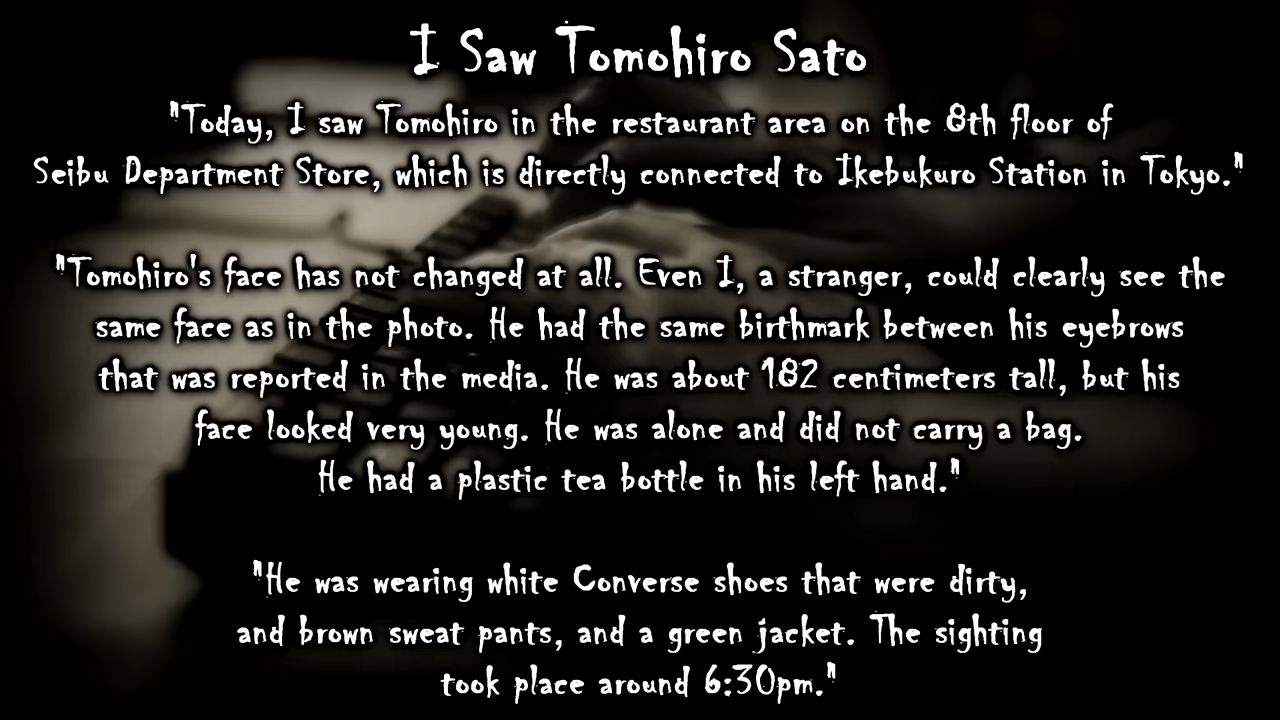 I Saw Tomohiro Sato
"Today, I saw Tomohiro in the restaurant area on the 8th floor of
Seibu Department Store, which is directly connected to Ikebukuro Station in Tokyo."
"Tomohiro's face has not changed at all. Even I, a stranger, could clearly see the
same face as in the photo. He had the same birthmark between his eyebrows
that was reported in the media. He was about 182 centimeters tall, but his
face looked very young. He was alone and did not carry a bag.
He had a plastic tea bottle in his left hand."
"He was wearing white Converse shoes that were dirty,
and brown sweat pants, and a green jacket. The sighting
took place around 6:30pm."